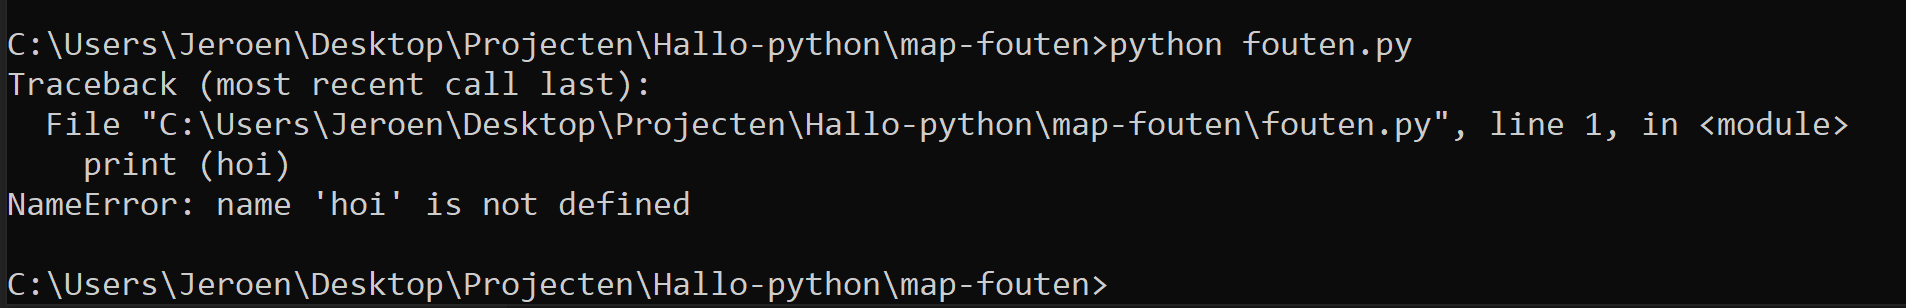 C:\Users\Jeroen\Desktop\Projecten\Hallo-python\map-fouten>python fouten.py
Traceback (most recent call last):
  File "C:\Users\Jeroen\Desktop\Projecten\Hallo-python\map-fouten\fouten.py", line 1, in <module>
    print (hoi)
NameError: name 'hoi' is not defined
C:\Users\Jeroen\Desktop\Projecten\Hallo-python\map-fouten>